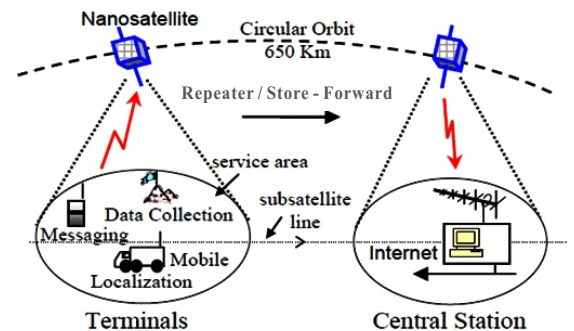 Nanosatellite
Circular Orbit
650 Km
Repeater / Store - Forward
service area
subsatellite
line
Data Collection
Messaging
Mobile
Localization
Internet
Terminals
Central Station